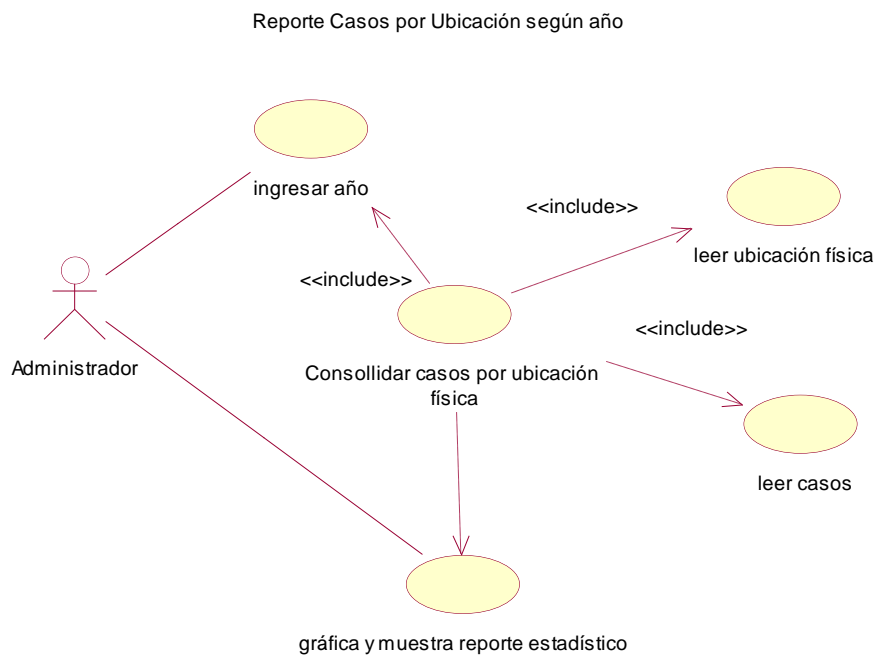 Reporte Casos por Ubicación según año
ingresar año
<<include>>
leer ubicación física
<<include>>
<<include>>
Administrador
Consollidar casos por ubicación
física
leer casos
gráfica y muestra reporte estadístico